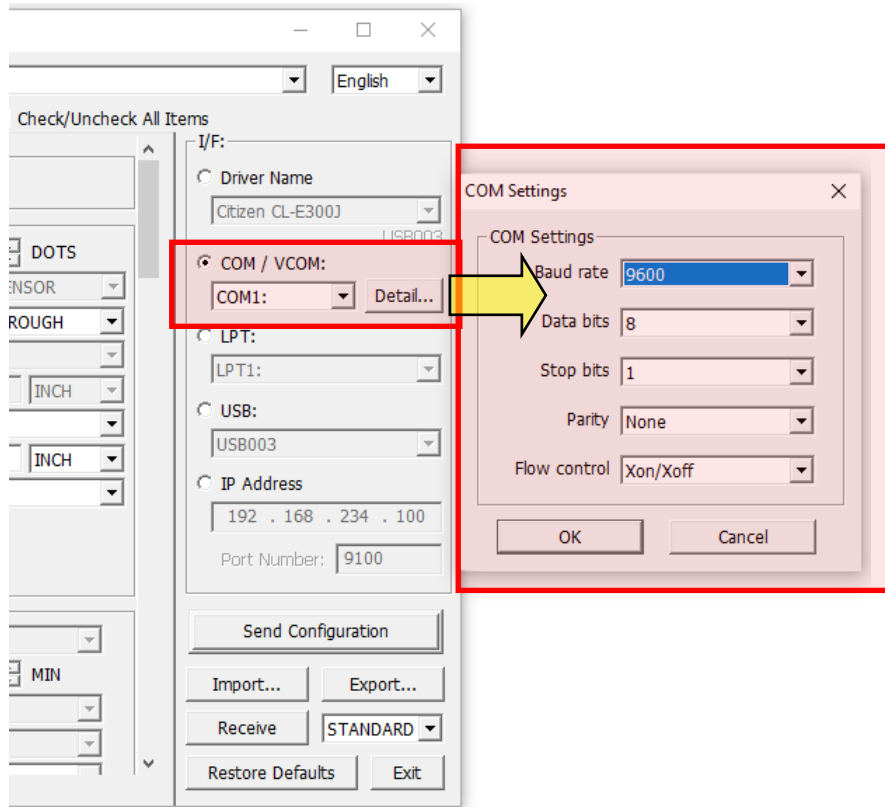 English
Check/Uncheck All Items
I/F:
Driver Name
Citizen CL-E300J
USB003
COM / VCOM:
COM1:
Detail...
LPT:
LPT1:
USB:
USB003
IP Address
192 . 168 . 234 . 100
Port Number: 9100
Send Configuration
Import...
Export...
Receive
STANDARD
Restore Defaults
Exit
DOTS
ENSOR
ROUGH
INCH
INCH
MIN
COM Settings
COM Settings
Baud rate 9600
Data bits 8
Stop bits 1
Parity None
Flow control Xon/Xoff
OK
Cancel